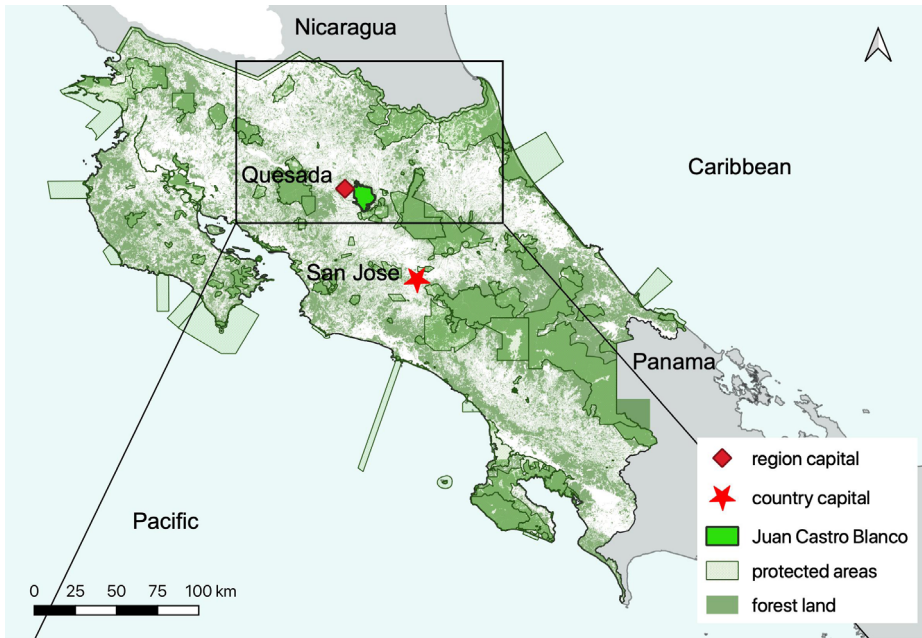 Nicaragua
Caribbean
Quesada
San Jose
Panama
Pacific
region capital
country capital
Juan Castro Blanco
protected areas
forest land
0 25 50 75 100 km